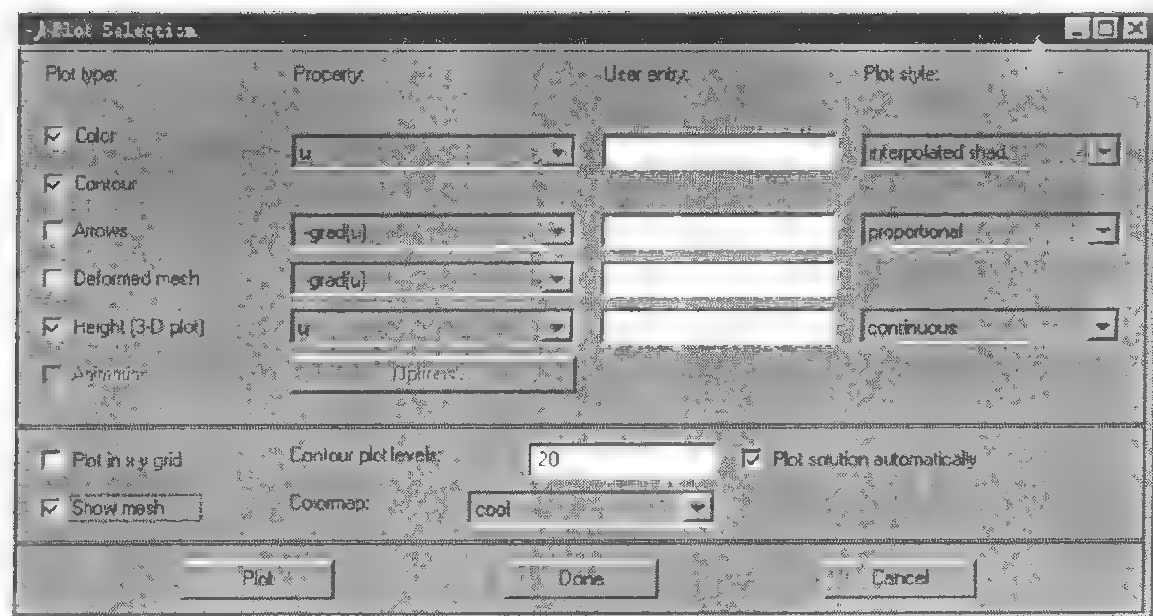 Plot Selection
Plot type: Property: User entry: Plot style:
Color u interpolated shad.
Contour
Arrows -grad(u) proportional
Deformed mesh -grad(u)
Height (3-D plot) u continuous
Animation Options...
Plot in x-y grid Contour plot levels: 20 Plot solution automatically
Show mesh Colormap: cool
Plot Done Cancel